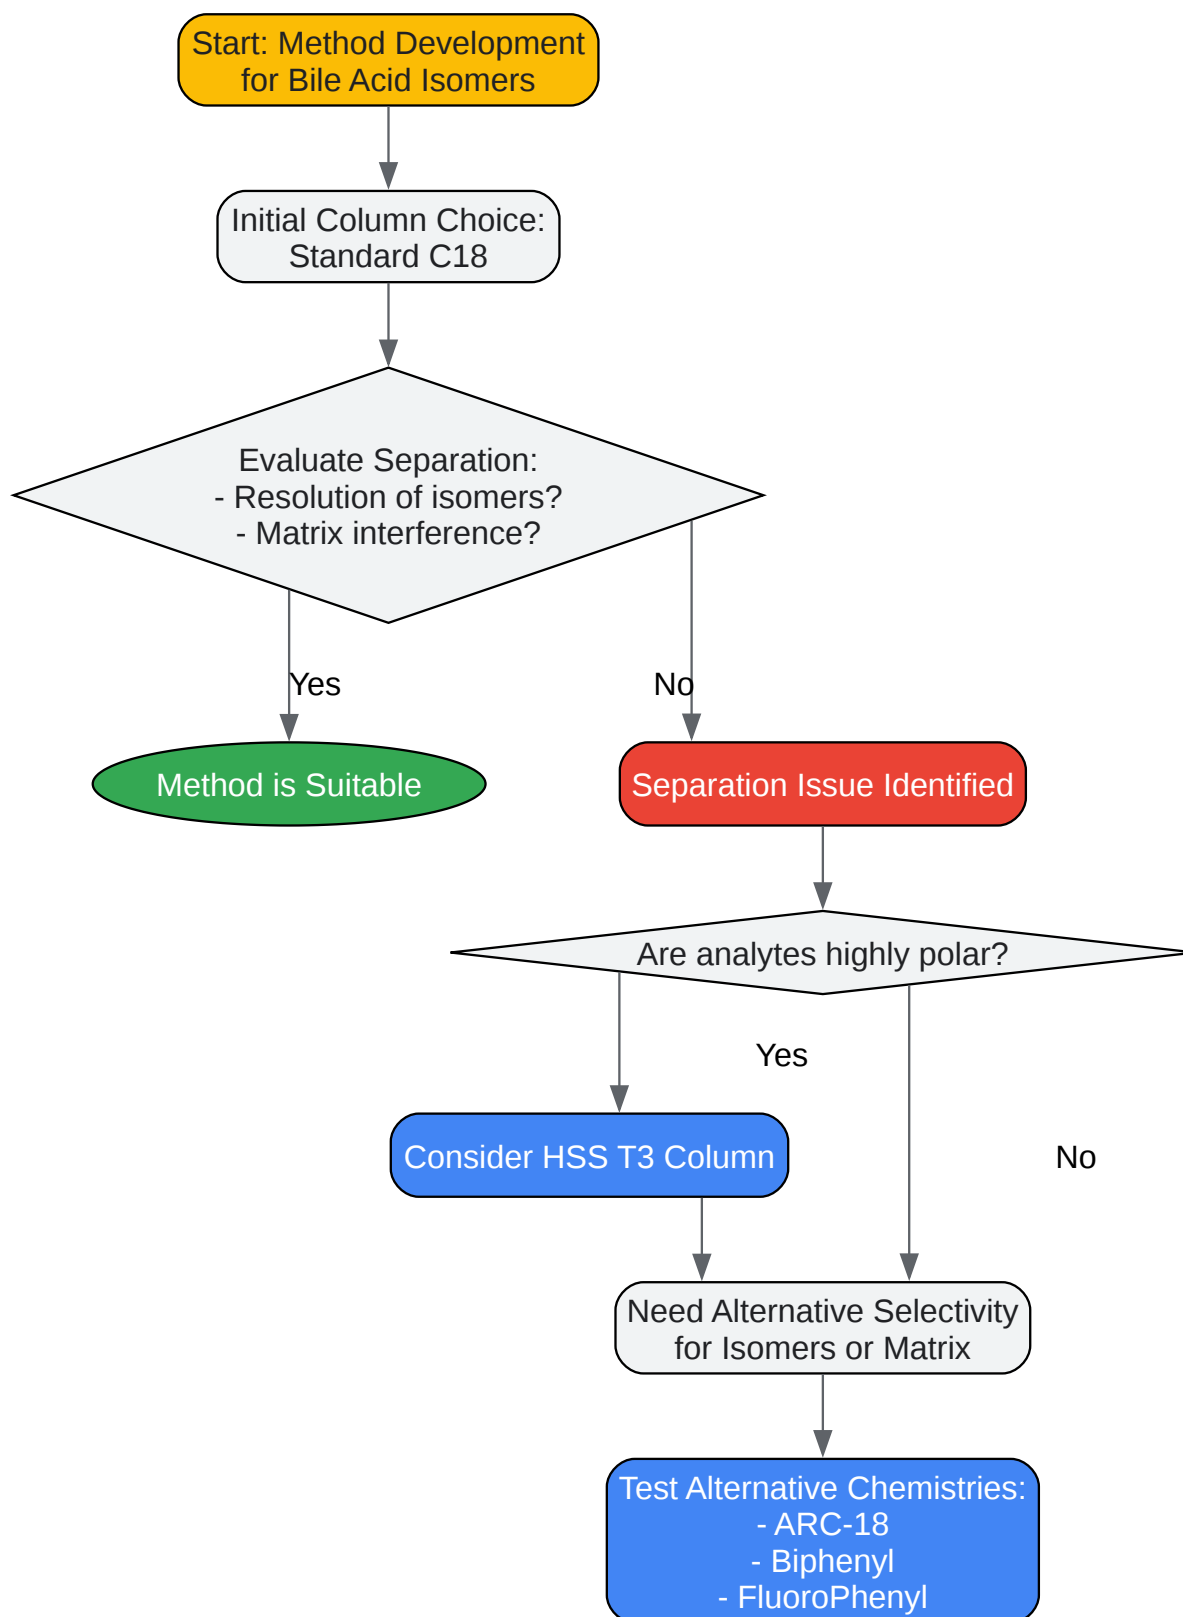 Start: Method Development
for Bile Acid Isomers
Initial Column Choice:
Standard C18
Evaluate Separation:
- Resolution of isomers?
- Matrix interference?
Yes
No
Method is Suitable
Separation Issue Identified
Are analytes highly polar?
Yes
Consider HSS T3 Column
No
Need Alternative Selectivity
for Isomers or Matrix
Test Alternative Chemistries:
- ARC-18
- Biphenyl
- FluoroPhenyl